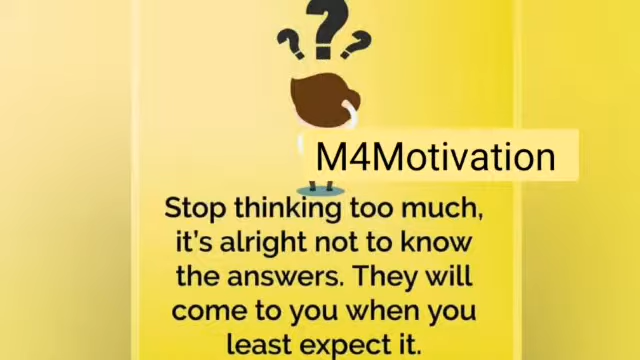 ???
M4Motivation
Stop thinking too much,
it's alright not to know
the answers. They will
come to you when you
least expect it.